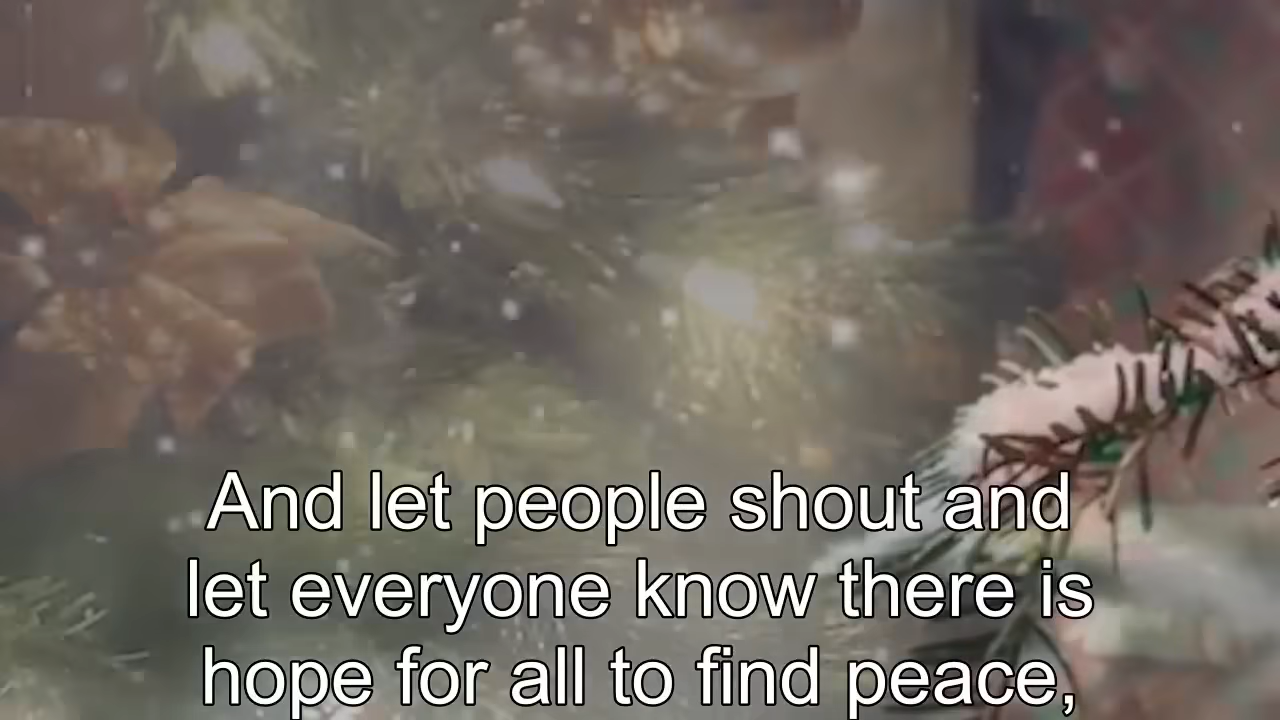 And let people shout and
let everyone know there is
hope for all to find peace,